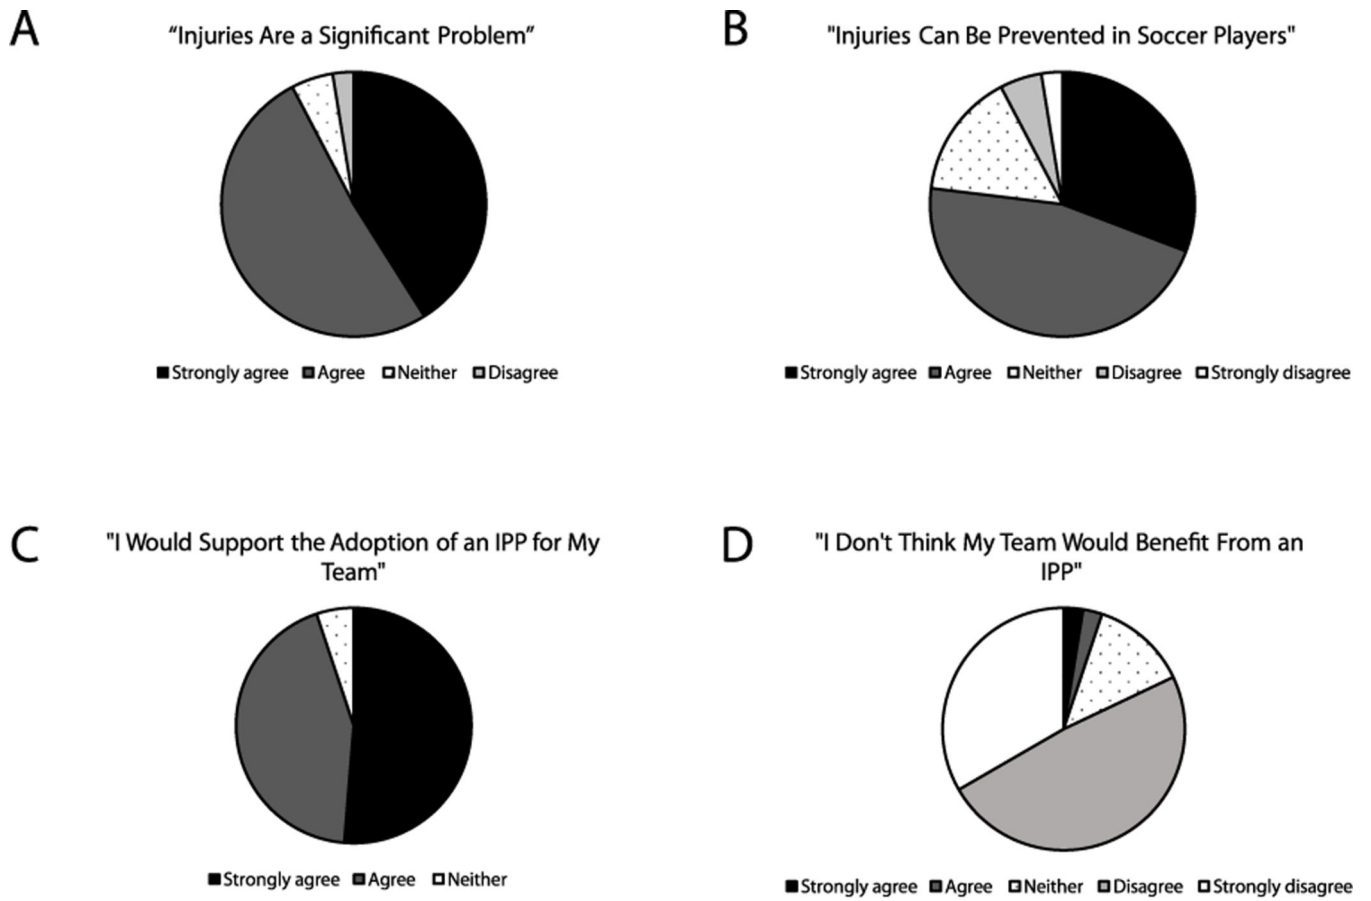 A
“Injuries Are a Significant Problem”
Strongly agree Agree Neither Disagree
B
"Injuries Can Be Prevented in Soccer Players"
Strongly agree Agree Neither Disagree Strongly disagree
C
"I Would Support the Adoption of an IPP for My
Team"
Strongly agree Agree Neither
D
"I Don't Think My Team Would Benefit From an
IPP"
Strongly agree Agree Neither Disagree Strongly disagree